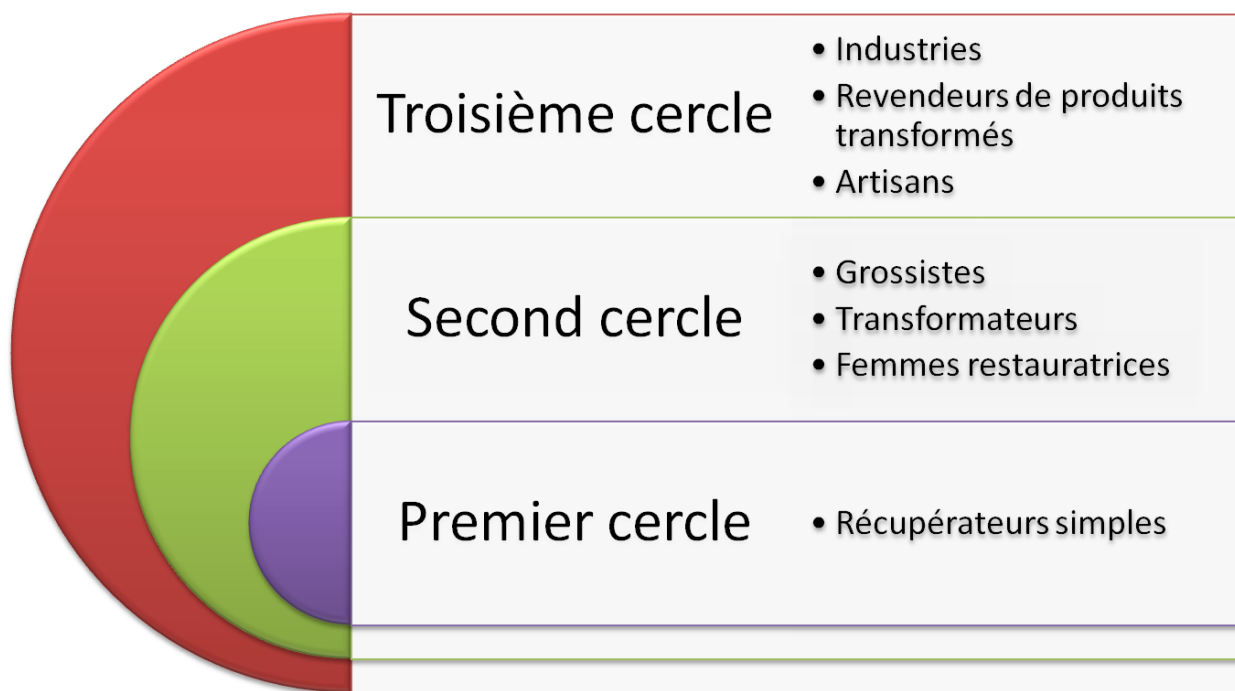 Troisième cercle
• Industries
• Revendeurs de produits
transformés
• Artisans
Second cercle
• Grossistes
• Transformateurs
• Femmes restauratrices
Premier cercle
• Récupérateurs simples